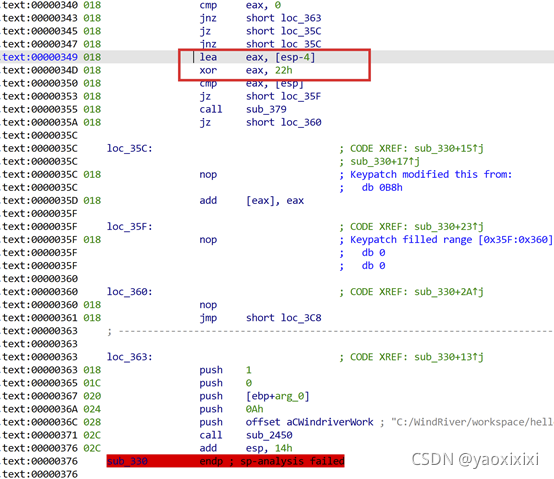 .text:00000340 018 cmp eax, 0
.text:00000343 018 jnz short loc_363
.text:00000345 018 jz short loc_35C
.text:00000347 018 jnz short loc_35C
.text:00000349 018 lea eax, [esp-4]
.text:0000034D 018 xor eax, 22h
.text:00000350 018 cmp eax, [esp]
.text:00000353 018 jz short loc_35F
.text:00000355 018 call sub_379
.text:0000035A 018 jz short loc_360
.text:0000035C
.text:0000035C loc_35C: ; CODE XREF: sub_330+15↑j
.text:0000035C ; sub_330+17↑j
.text:0000035C 018 nop ; Keypatch modified this from:
.text:0000035C ; db 0B8h
.text:0000035D 018 add [eax], eax
.text:0000035F
.text:0000035F loc_35F: ; CODE XREF: sub_330+23↑j
.text:0000035F 018 nop ; Keypatch filled range [0x35F:0x360]
.text:0000035F ; db 0
.text:0000035F ; db 0
.text:00000360
.text:00000360 loc_360: ; CODE XREF: sub_330+2A↑j
.text:00000360 018 nop
.text:00000361 018 jmp short loc_3C8
.text:00000363 ; ---------------------------------------------------------------
.text:00000363
.text:00000363 loc_363: ; CODE XREF: sub_330+13↑j
.text:00000363 018 push 1
.text:00000365 01C push 0
.text:00000367 020 push [ebp+arg_0]
.text:0000036A 024 push 0Ah
.text:0000036C 028 push offset aCWindriverWork ; "C:/WindRiver/workspace/hell
.text:00000371 02C call sub_2450
.text:00000376 02C add esp, 14h
.text:00000376 sub_330 endp ; sp-analysis failed
.text:00000376
CSDN @yaoxixixi